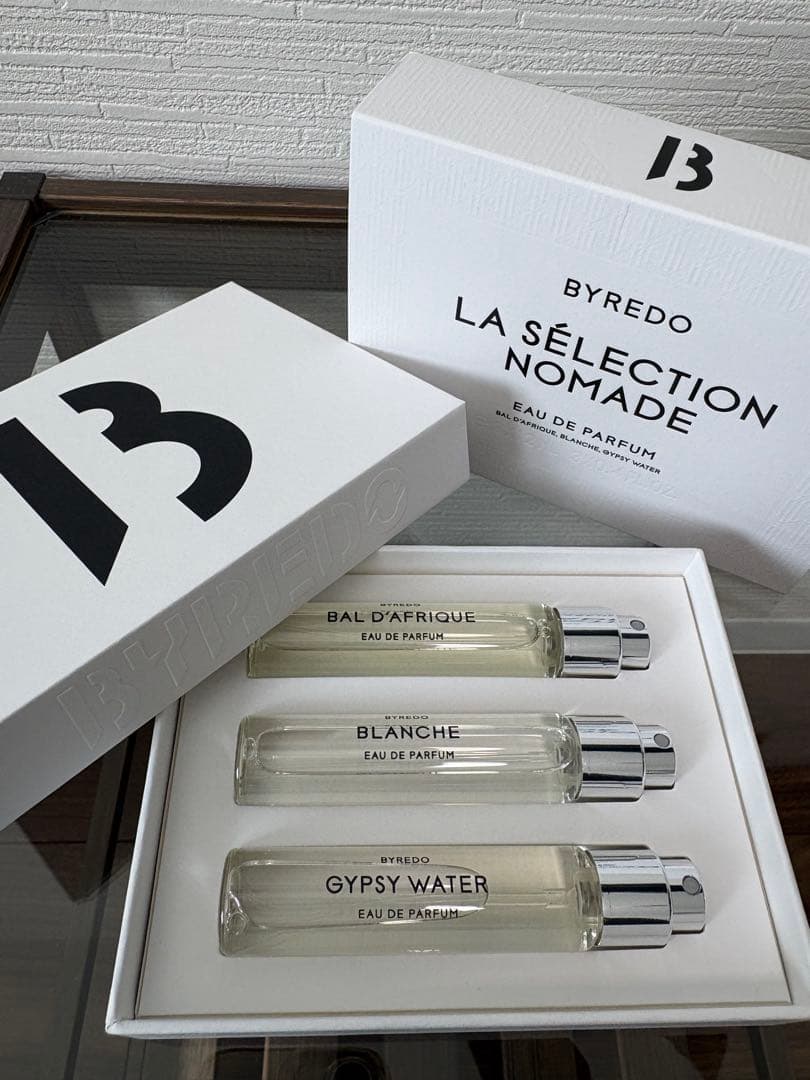 B
BYREDO
LA SÉLECTION
NOMADE
EAU DE PARFUM
BAL D'AFRIQUE, BLANCHE, GYPSY WATER
B
BYREDO
BYREDO
BAL D'AFRIQUE
EAU DE PARFUM
BYREDO
BLANCHE
EAU DE PARFUM
BYREDO
GYPSY WATER
EAU DE PARFUM